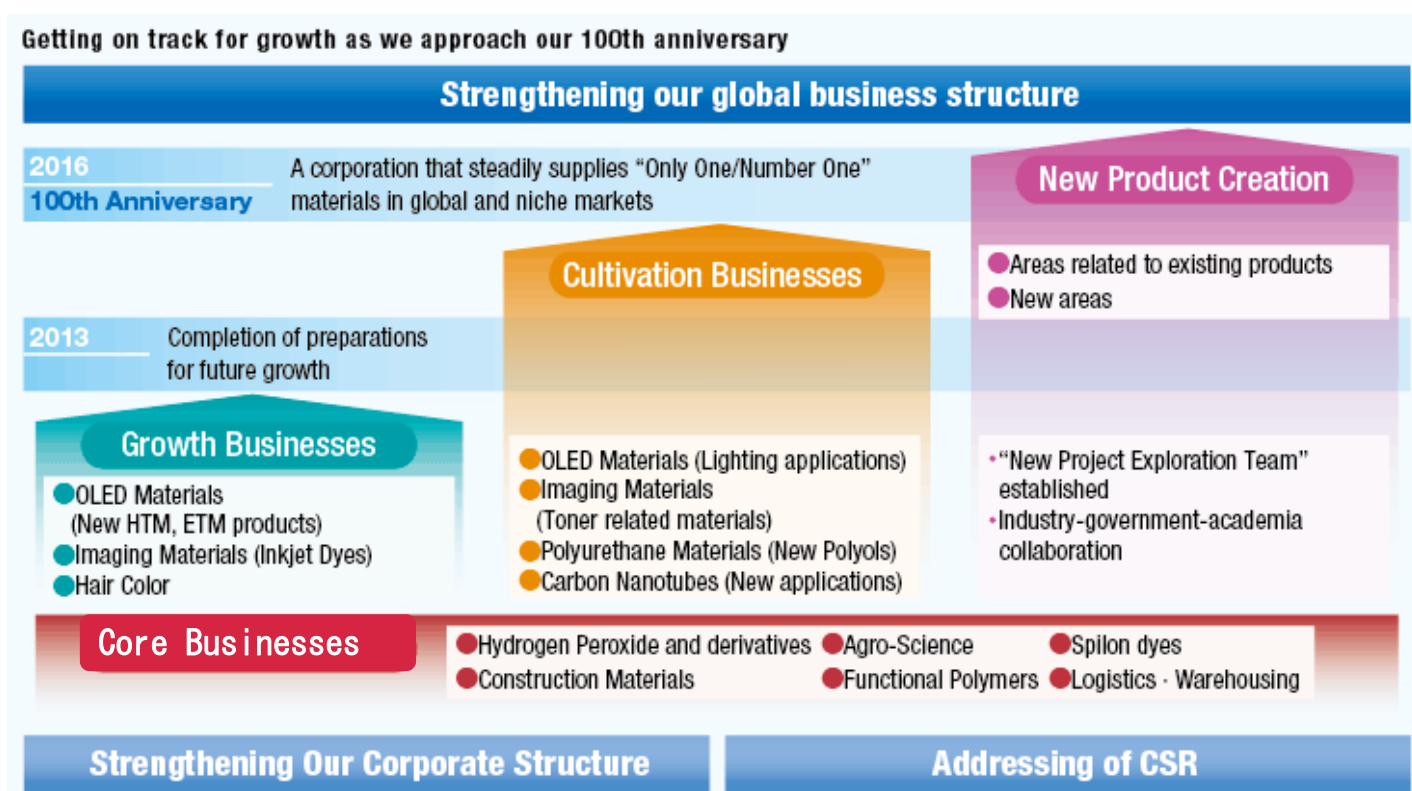 Getting on track for growth as we approach our 100th anniversary
Strengthening our global business structure
2016
100th Anniversary
A corporation that steadily supplies “Only One/Number One”
materials in global and niche markets
New Product Creation
●Areas related to existing products
●New areas
Cultivation Businesses
2013
Completion of preparations
for future growth
Growth Businesses
●OLED Materials
(New HTM, ETM products)
●Imaging Materials (Inkjet Dyes)
●Hair Color
●OLED Materials (Lighting applications)
●Imaging Materials
(Toner related materials)
●Polyurethane Materials (New Polyols)
●Carbon Nanotubes (New applications)
・“New Project Exploration Team”
established
・Industry-government-academia
collaboration
Core Businesses
●Hydrogen Peroxide and derivatives ●Agro-Science ●Spilon dyes
●Construction Materials ●Functional Polymers ●Logistics · Warehousing
Strengthening Our Corporate Structure
Addressing of CSR